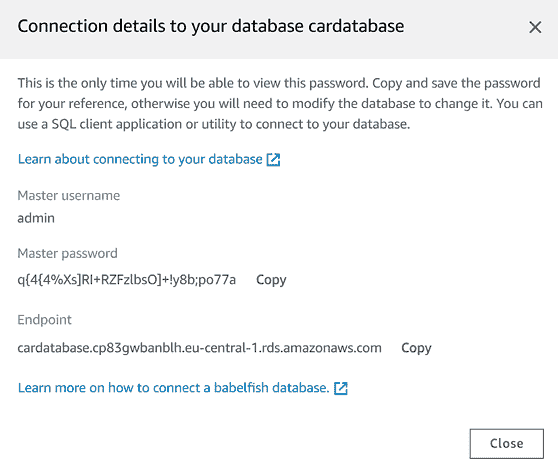 Connection details to your database cardatabase
This is the only time you will be able to view this password. Copy and save the password
for your reference, otherwise you will need to modify the database to change it. You can
use a SQL client application or utility to connect to your database.
Learn about connecting to your database
Master username
admin
Master password
q{4{4%Xs]RI+RZFzlbsO]+!y8b;po77a Copy
Endpoint
cardatabase.cp83gwbanblh.eu-central-1.rds.amazonaws.com Copy
Learn more on how to connect a babelfish database.
Close